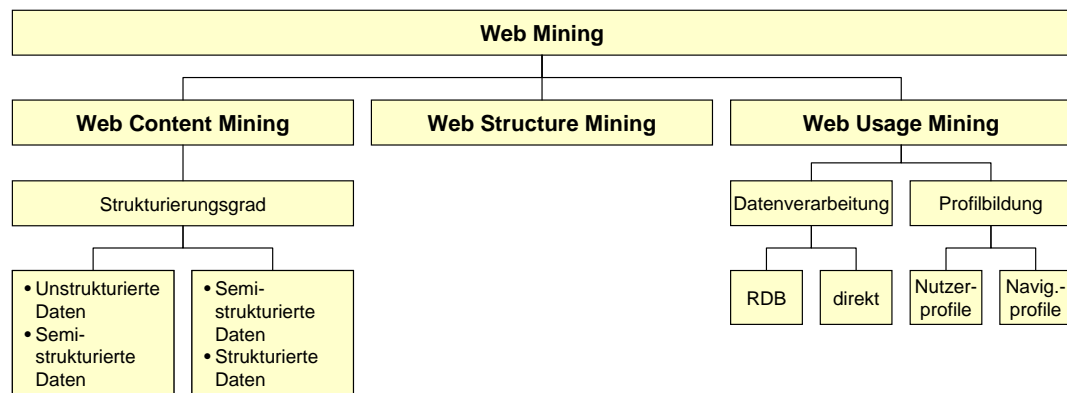 Web Mining
Web Content Mining
Web Structure Mining
Web Usage Mining
Strukturierungsgrad
Datenverarbeitung
Profilbildung
• Unstrukturierte
Daten
• Semi-
strukturierte
Daten
• Semi-
strukturierte
Daten
• Strukturierte
Daten
RDB
direkt
Nutzer-
profile
Navig.-
profile